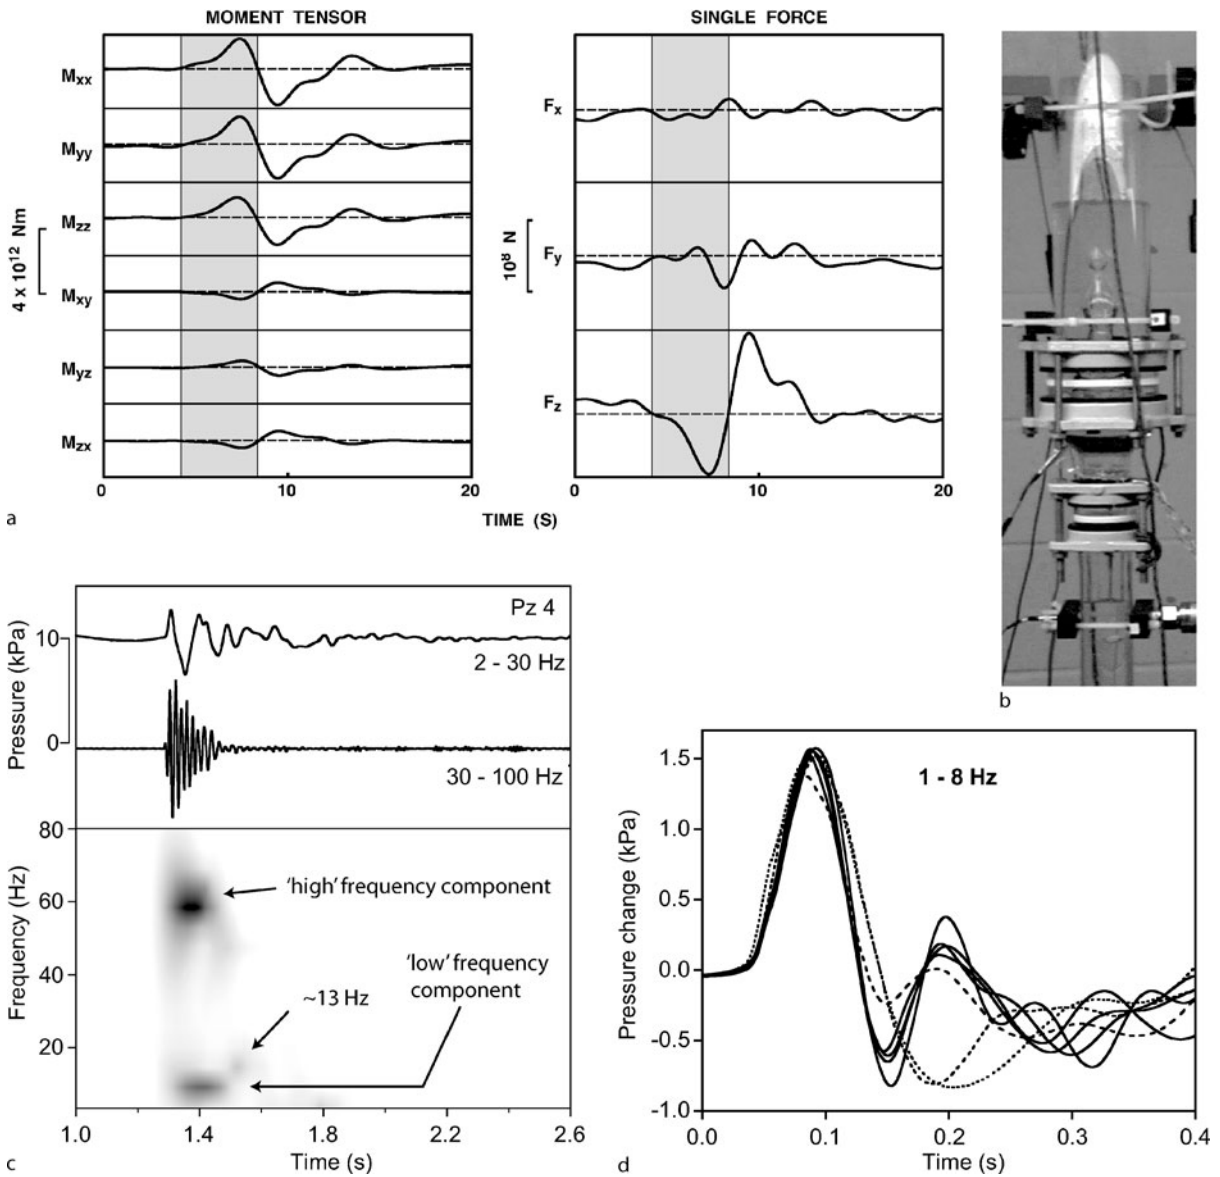 MOMENT TENSOR
SINGLE FORCE
Mxx
Myy
Mzz
Mxy
Myz
Mzx
4 x 10¹² Nm
Fx
Fy
Fz
10⁸ N
0 10 20
0 10 20
TIME (S)
a
b
Pz 4
2 - 30 Hz
30 - 100 Hz
Pressure (kPa)
10
0
'high' frequency component
'low' frequency
component
~13 Hz
Frequency (Hz)
80
60
40
20
1.0 1.4 1.8 2.2 2.6
Time (s)
c
1 - 8 Hz
Pressure change (kPa)
1.5
1.0
0.5
0.0
-0.5
-1.0
0.0 0.1 0.2 0.3 0.4
Time (s)
d